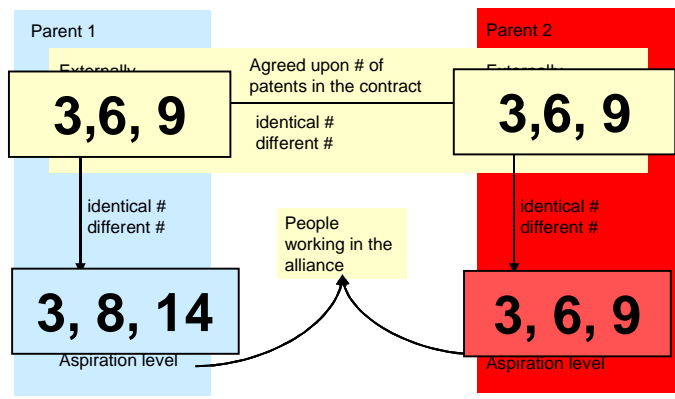 Parent 1
Parent 2
Externally
Agreed upon # of
patents in the contract
Externally
3,6, 9
3,6, 9
identical #
different #
identical #
different #
identical #
different #
People
working in the
alliance
3, 8, 14
3, 6, 9
Aspiration level
Aspiration level